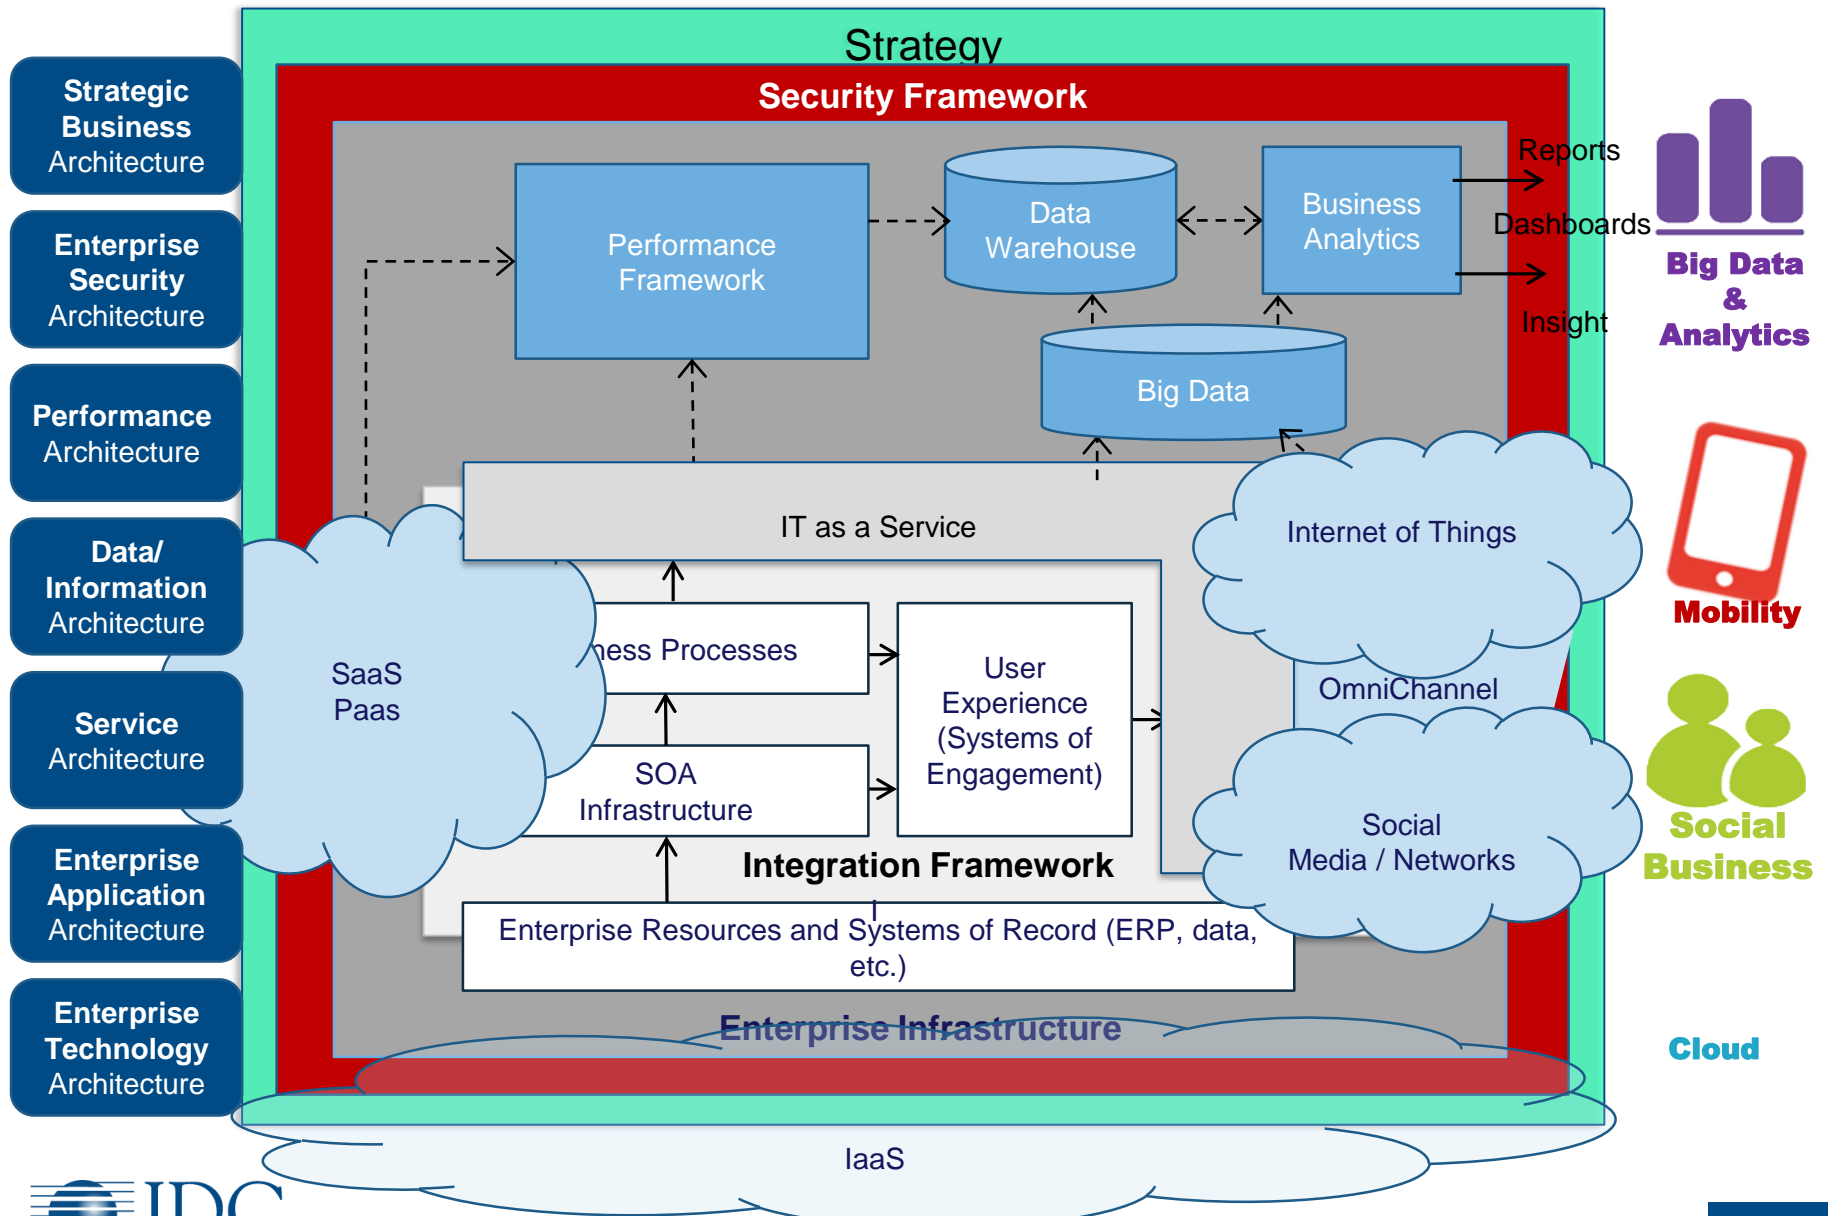 Strategy
Security Framework
Strategic
Business
Architecture
Enterprise
Security
Architecture
Performance
Architecture
Data/
Information
Architecture
Service
Architecture
Enterprise
Application
Architecture
Enterprise
Technology
Architecture
Performance
Framework
Data
Warehouse
Business
Analytics
Reports
Dashboards
Insight
Big Data
Big Data
&
Analytics
IT as a Service
Internet of Things
Mobility
SaaS
Paas
ness Processes
User
Experience
(Systems of
Engagement)
OmniChannel
SOA
Infrastructure
Social
Media / Networks
Social
Business
Integration Framework
Enterprise Resources and Systems of Record (ERP, data,
etc.)
Enterprise Infrastructure
Cloud
IaaS
IDC